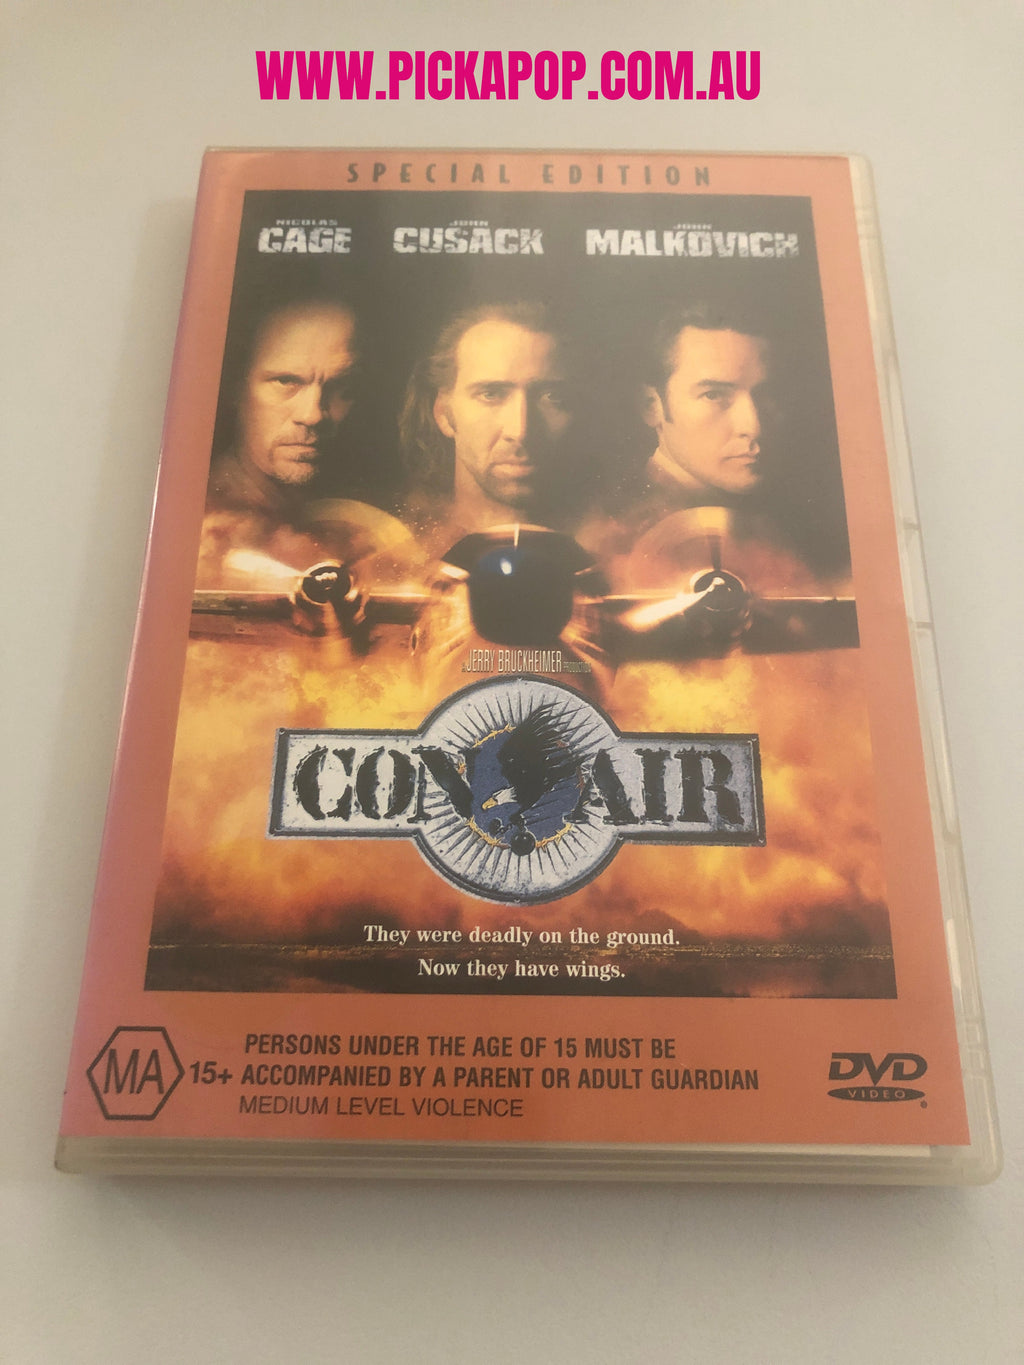 WWW.PICKAPOP.COM.AU
SPECIAL EDITION
NICOLAS CAGE JOHN CUSACK JOHN MALKOVICH
A JERRY BRUCKHEIMER PRODUCTION
CON AIR
They were deadly on the ground.
Now they have wings.
MA 15+ PERSONS UNDER THE AGE OF 15 MUST BE
ACCOMPANIED BY A PARENT OR ADULT GUARDIAN
MEDIUM LEVEL VIOLENCE
DVD
VIDEO